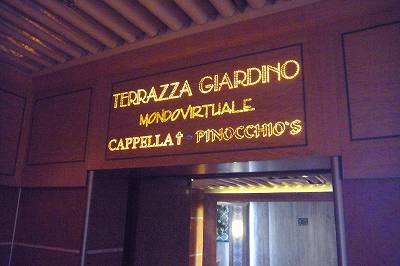 TERRAZZA GIARDINO
MONDOVIRTUALE
CAPPELLA✝ - PINOCCHIO'S